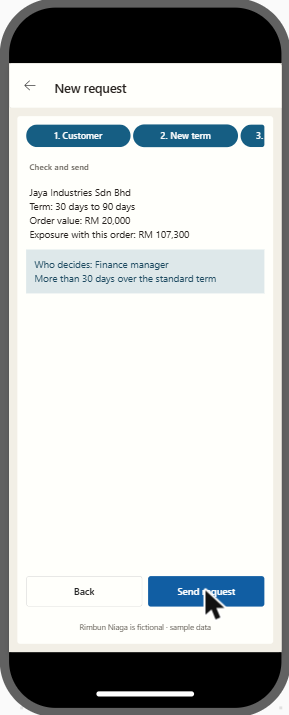 New request
1. Customer
2. New term
3.
Check and send
Jaya Industries Sdn Bhd
Term: 30 days to 90 days
Order value: RM 20,000
Exposure with this order: RM 107,300
Who decides: Finance manager
More than 30 days over the standard term
Back
Send request
Rimbun Niaga is fictional - sample data